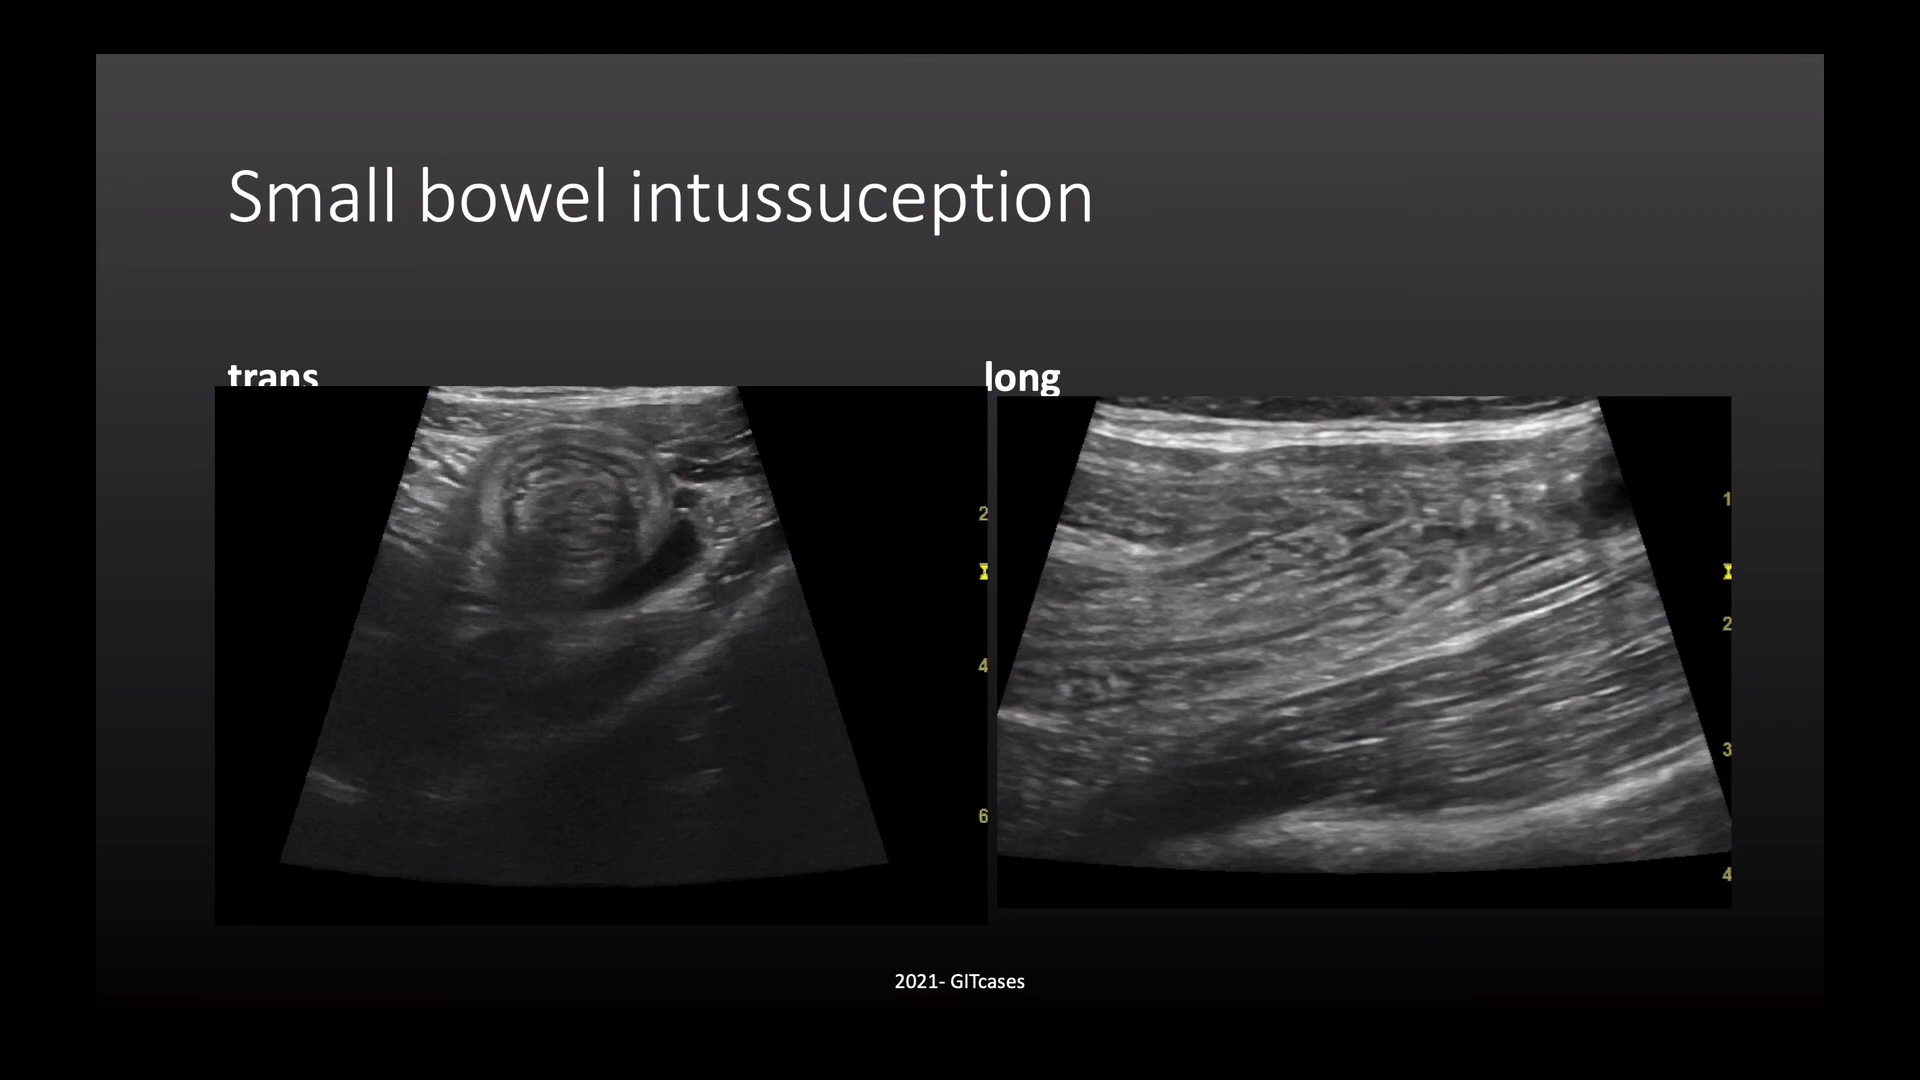 Small bowel intussuception
trans
long
2
4
6
1
2
3
4
2021- GITcases